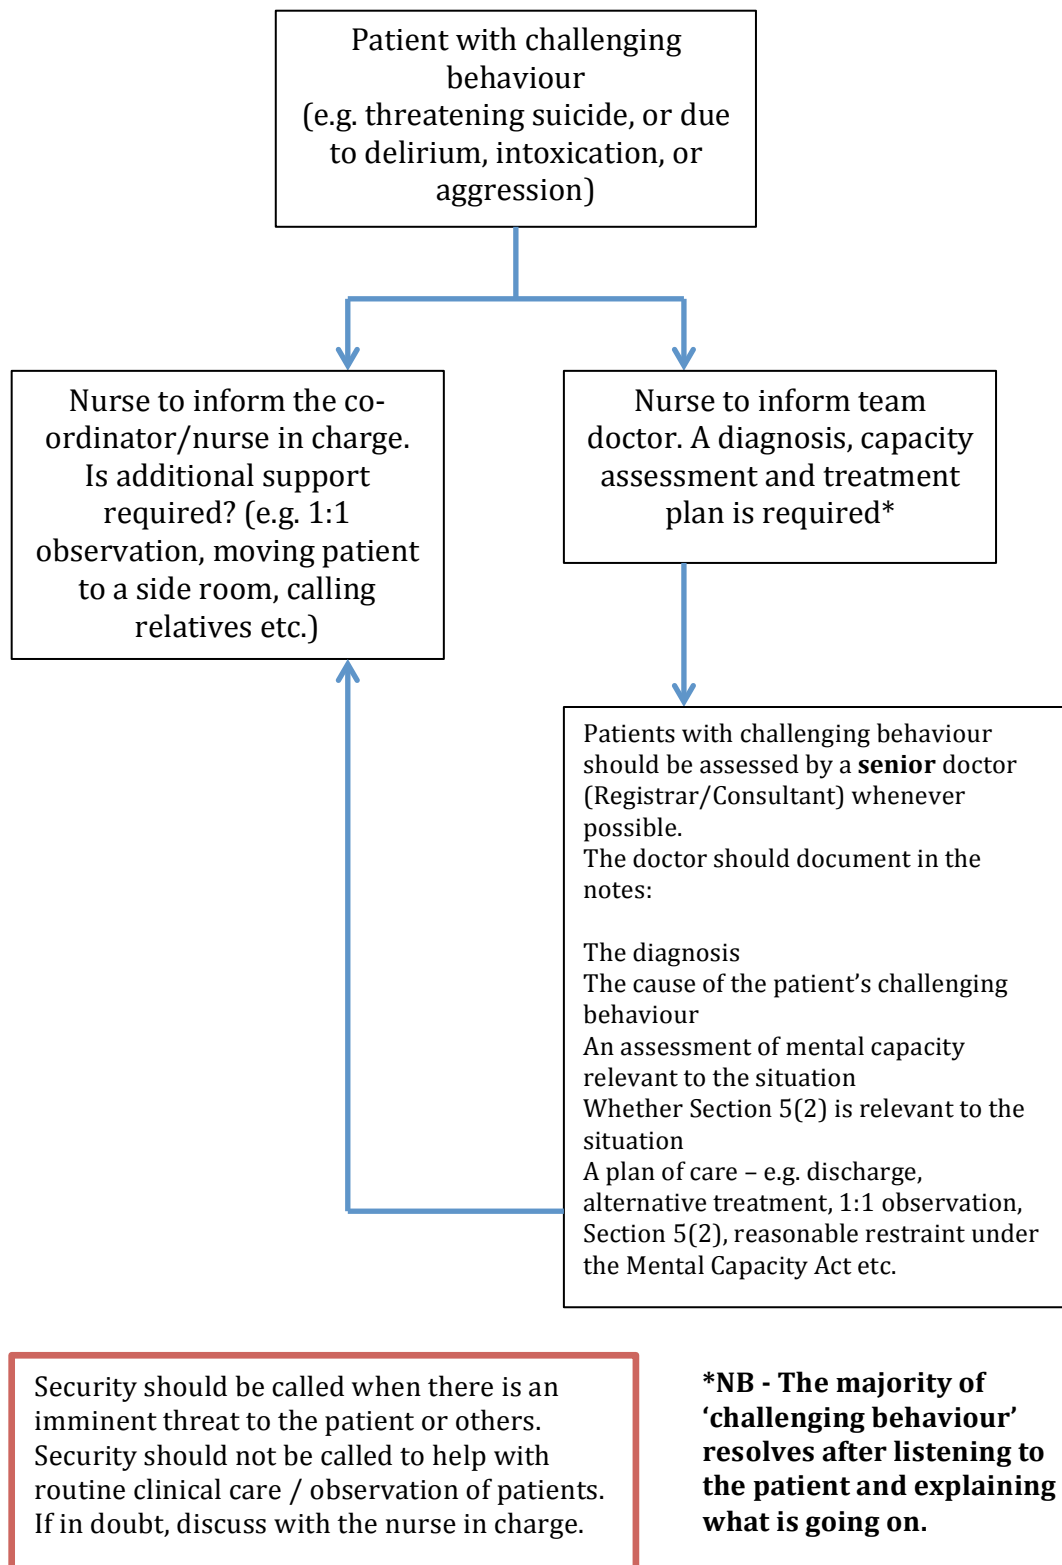 Patient with challenging
behaviour
(e.g. threatening suicide, or due
to delirium, intoxication, or
aggression)
Nurse to inform the co-
ordinator/nurse in charge.
Is additional support
required? (e.g. 1:1
observation, moving patient
to a side room, calling
relatives etc.)
Nurse to inform team
doctor. A diagnosis, capacity
assessment and treatment
plan is required*
Patients with challenging behaviour
should be assessed by a senior doctor
(Registrar/Consultant) whenever
possible.
The doctor should document in the
notes:
The diagnosis
The cause of the patient’s challenging
behaviour
An assessment of mental capacity
relevant to the situation
Whether Section 5(2) is relevant to the
situation
A plan of care – e.g. discharge,
alternative treatment, 1:1 observation,
Section 5(2), reasonable restraint under
the Mental Capacity Act etc.
Security should be called when there is an
imminent threat to the patient or others.
Security should not be called to help with
routine clinical care / observation of patients.
If in doubt, discuss with the nurse in charge.
*NB - The majority of
‘challenging behaviour’
resolves after listening to
the patient and explaining
what is going on.